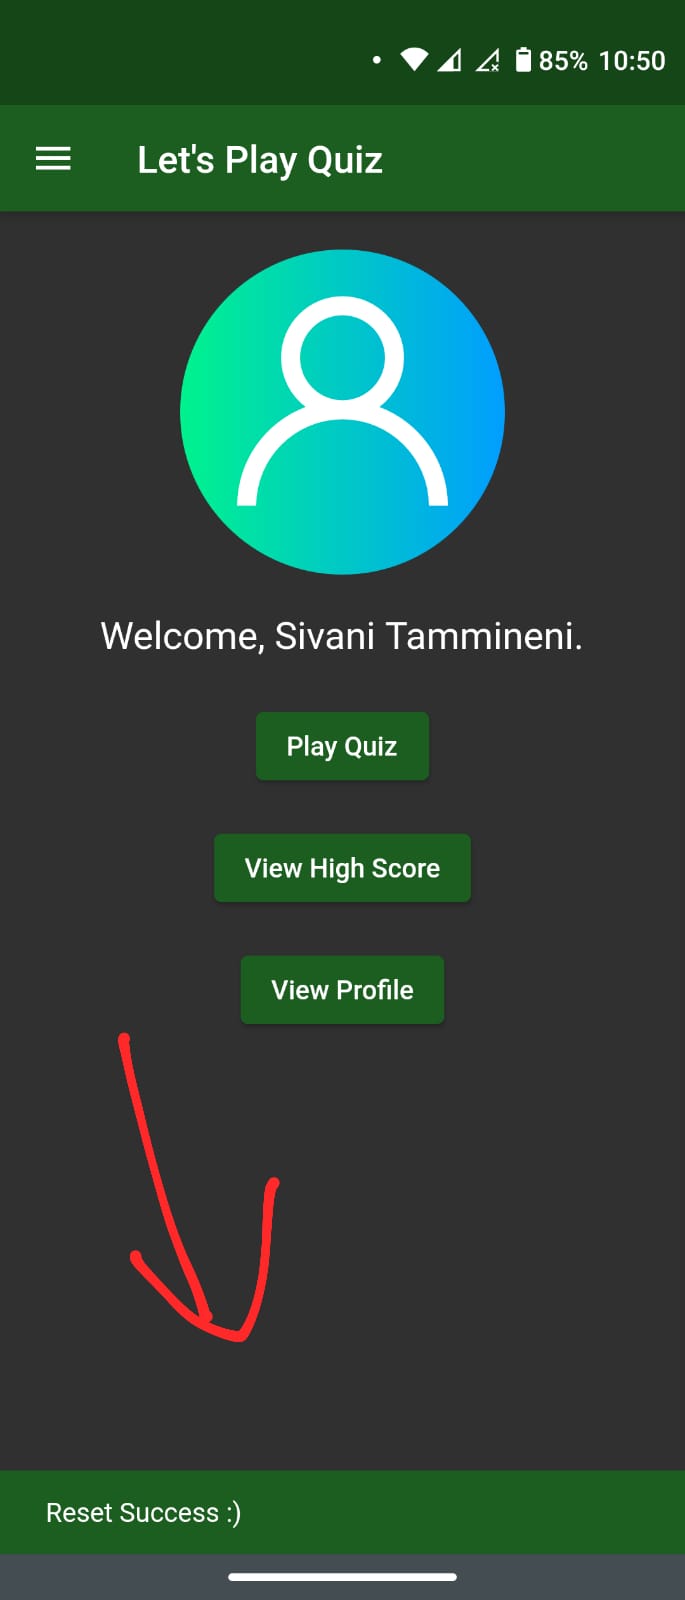 85% 10:50
Let's Play Quiz
Welcome, Sivani Tammineni.
Play Quiz
View High Score
View Profile
Reset Success :)